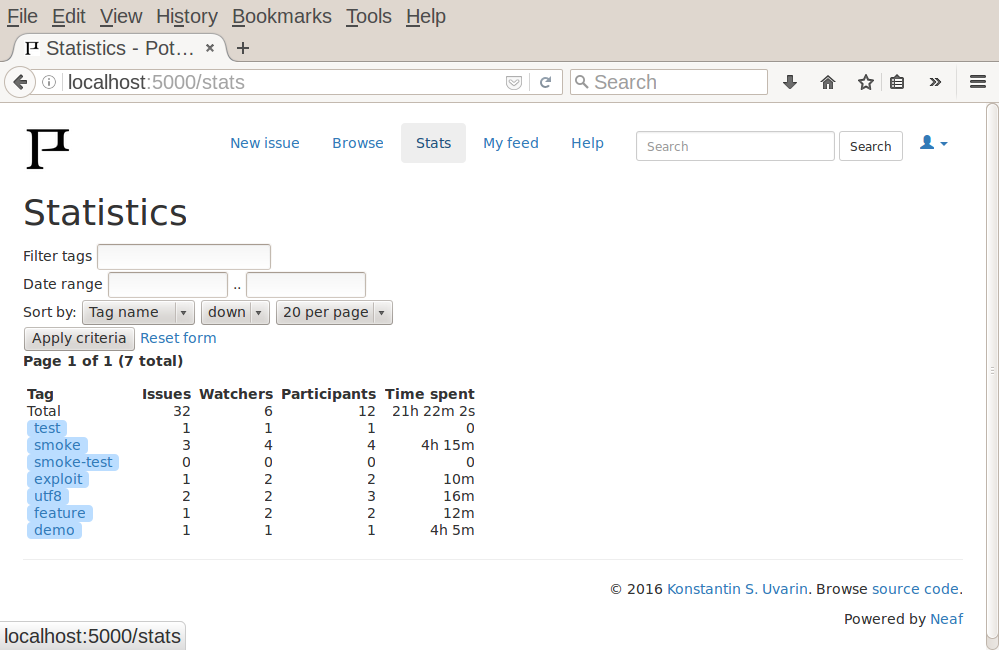 File Edit View History Bookmarks Tools Help
Statistics - Pot… × +
localhost:5000/stats Search
New issue Browse Stats My feed Help Search Search
Statistics
Filter tags
Date range ..
Sort by: Tag name down 20 per page
Apply criteria Reset form
Page 1 of 1 (7 total)
Tag Issues Watchers Participants Time spent
Total 32 6 12 21h 22m 2s
test 1 1 1 0
smoke 3 4 4 4h 15m
smoke-test 0 0 0 0
exploit 1 2 2 10m
utf8 2 2 3 16m
feature 1 2 2 12m
demo 1 1 1 4h 5m
© 2016 Konstantin S. Uvarin. Browse source code.
Powered by Neaf
localhost:5000/stats